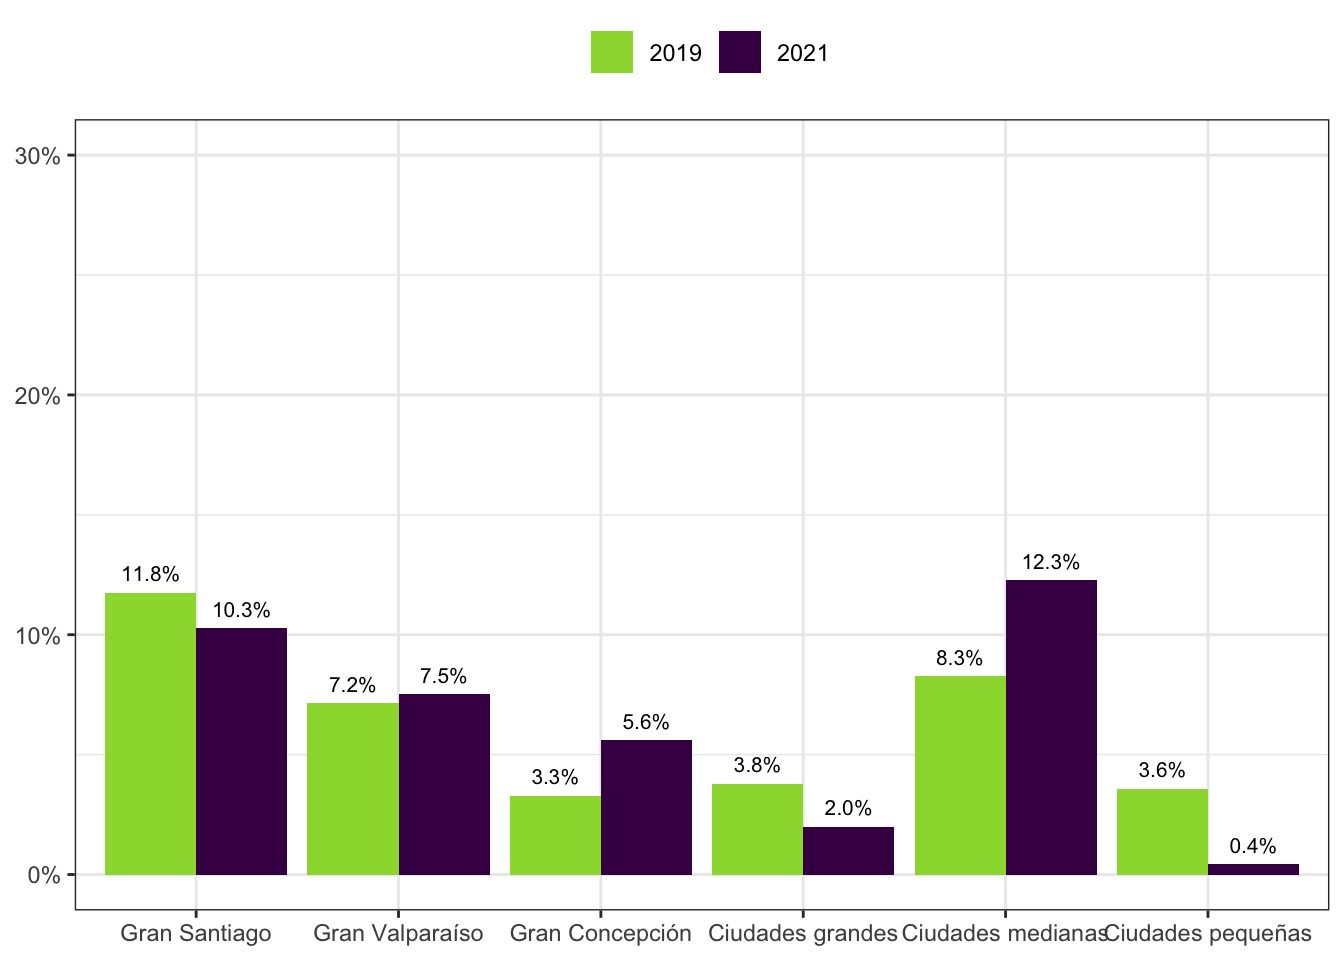 2019 2021
30%
20%
10%
0%
11.8% 10.3% 7.2% 7.5% 3.3% 5.6% 3.8% 2.0% 8.3% 12.3% 3.6% 0.4%
Gran Santiago Gran Valparaíso Gran Concepción Ciudades grandes Ciudades medianas Ciudades pequeñas